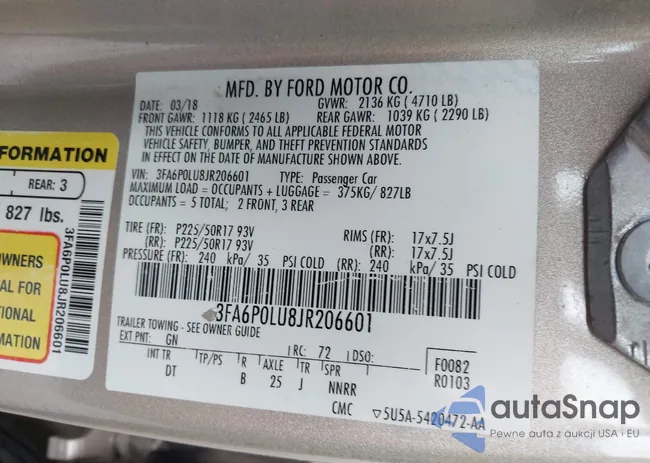 MFD. BY FORD MOTOR CO.
DATE: 03/18 GVWR: 2136 KG ( 4710 LB)
FRONT GAWR: 1118 KG ( 2465 LB) REAR GAWR: 1039 KG ( 2290 LB)
THIS VEHICLE CONFORMS TO ALL APPLICABLE FEDERAL MOTOR
VEHICLE SAFETY, BUMPER, AND THEFT PREVENTION STANDARDS
IN EFFECT ON THE DATE OF MANUFACTURE SHOWN ABOVE.
VIN: 3FA6P0LU8JR206601 TYPE: Passenger Car
MAXIMUM LOAD = OCCUPANTS + LUGGAGE = 375KG/ 827LB
OCCUPANTS = 5 TOTAL; 2 FRONT, 3 REAR
TIRE (FR): P225/50R17 93V RIMS (FR): 17x7.5J
(RR): P225/50R17 93V (RR): 17x7.5J
PRESSURE (FR): 240 kPa/ 35 PSI COLD (RR): 240 kPa/ 35 PSI COLD
3FA6P0LU8JR206601
TRAILER TOWING - SEE OWNER GUIDE
EXT PNT: GN RC: 72 DSO: F0082
INT TR TP/PS R AXLE TR SPR R0103
DT B 25 J NNRR
CMC 5U5A-5420472-AA
FORMATION
REAR: 3
827 lbs.
OWNERS
AL FOR
TIONAL
MATION
3FA6P0LU8JR206601
autoSnap
Pewne auto z aukcji USA i EU